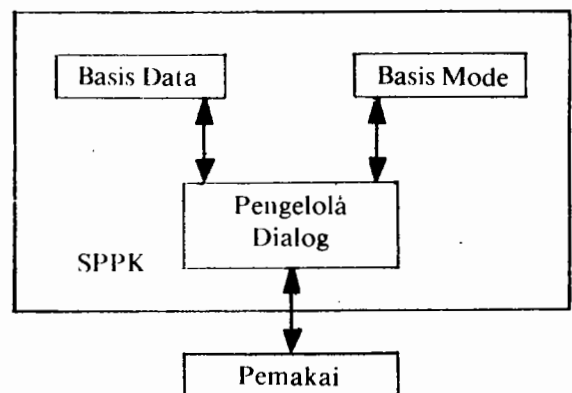 Basis Data
Basis Mode
Pengelola
Dialog
SPPK
Pemakai